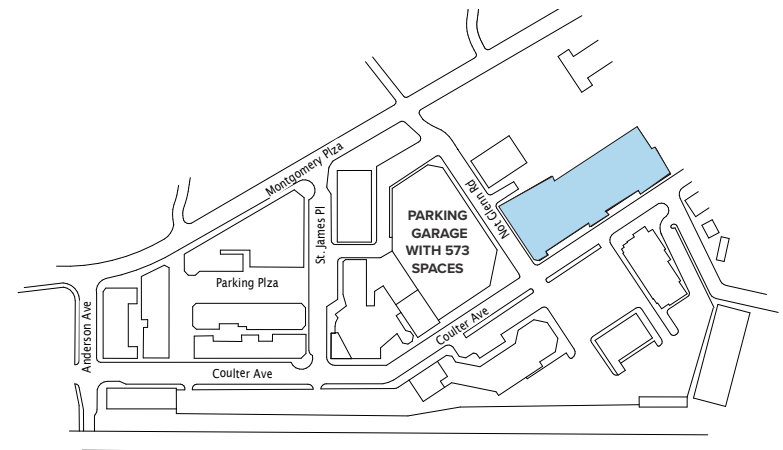 Montgomery Plza
St. James Pl
Not Glenn Rd
PARKING
GARAGE
WITH 573
SPACES
Parking Plza
Anderson Ave
Coulter Ave
Coulter Ave